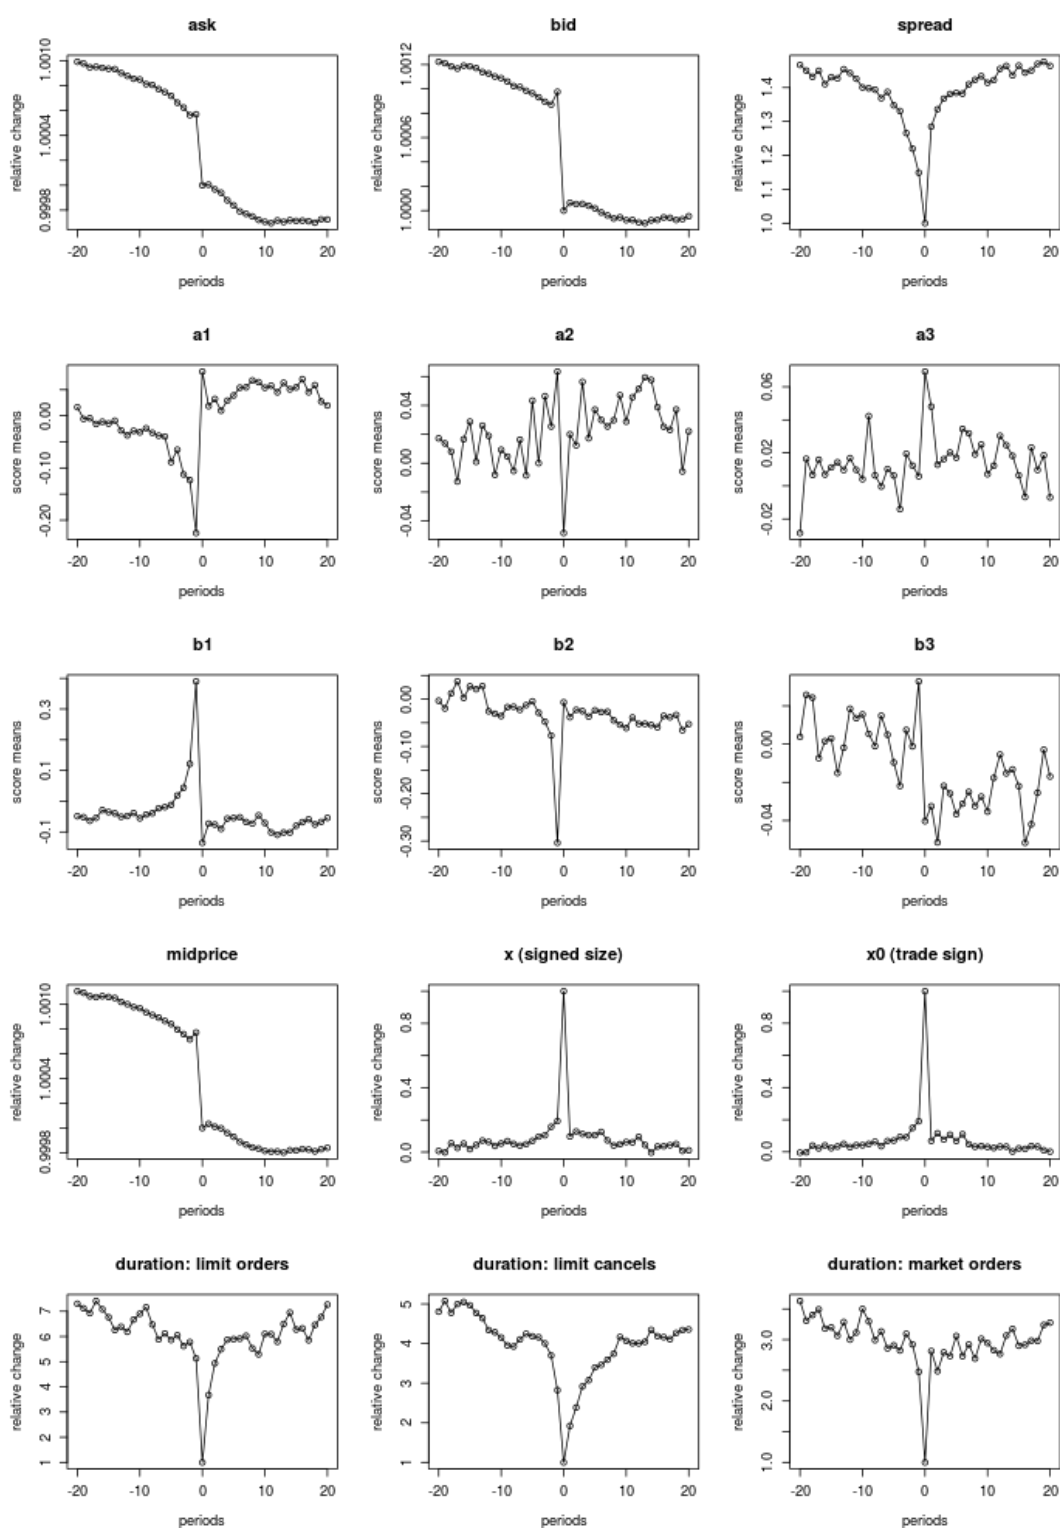 ask
bid
spread
relative change
1.0010
1.0004
0.9998
relative change
1.0012
1.0006
1.0000
relative change
1.4
1.3
1.2
1.1
1.0
-20 -10 0 10 20
-20 -10 0 10 20
-20 -10 0 10 20
periods
periods
periods
a1
a2
a3
score means
0.00
-0.10
-0.20
score means
0.04
0.00
-0.04
score means
0.06
0.02
-0.02
-20 -10 0 10 20
-20 -10 0 10 20
-20 -10 0 10 20
periods
periods
periods
b1
b2
b3
score means
0.3
0.1
-0.1
score means
0.00
-0.10
-0.20
-0.30
score means
0.00
-0.04
-20 -10 0 10 20
-20 -10 0 10 20
-20 -10 0 10 20
periods
periods
periods
midprice
x (signed size)
x0 (trade sign)
relative change
1.0010
1.0004
0.9998
relative change
0.8
0.4
0.0
relative change
0.8
0.4
0.0
-20 -10 0 10 20
-20 -10 0 10 20
-20 -10 0 10 20
periods
periods
periods
duration: limit orders
duration: limit cancels
duration: market orders
relative change
7
6
5
4
3
2
1
relative change
5
4
3
2
1
relative change
3.0
2.0
1.0
-20 -10 0 10 20
-20 -10 0 10 20
-20 -10 0 10 20
periods
periods
periods